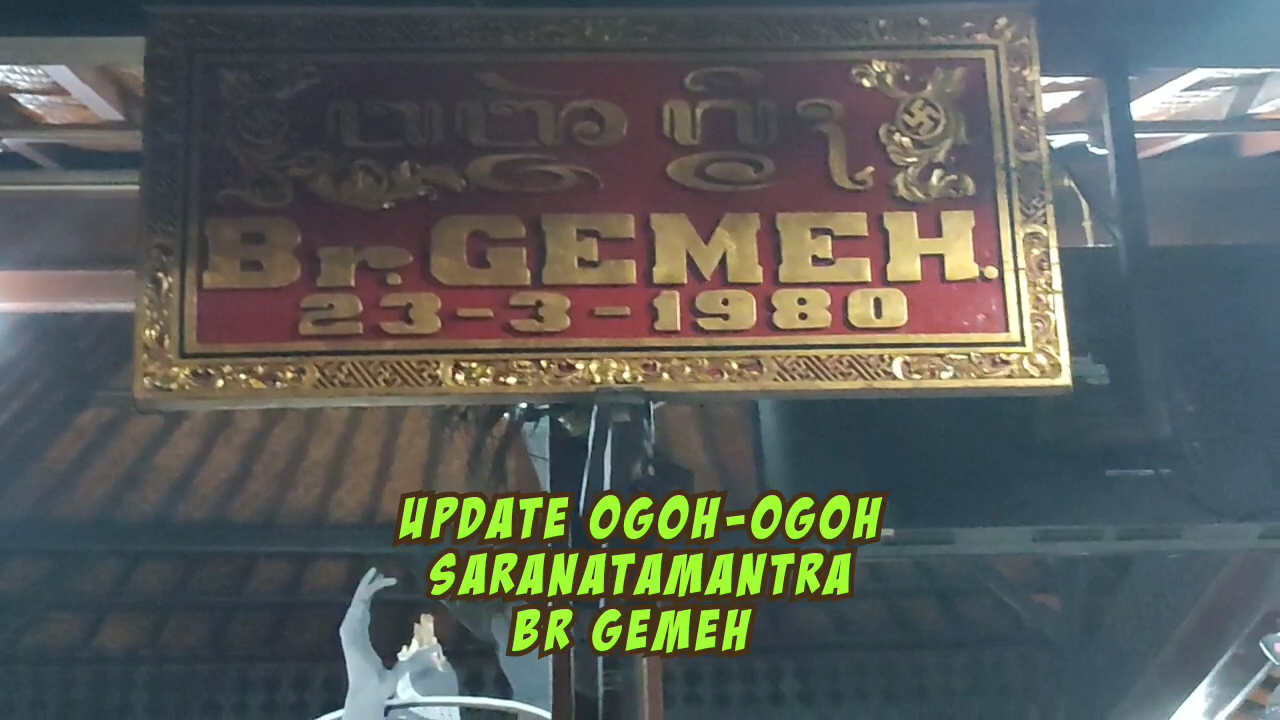 Br. GEMEH.
23-3-1980
UPDATE OGOH-OGOH
SARANATAMANTRA
BR GEMEH